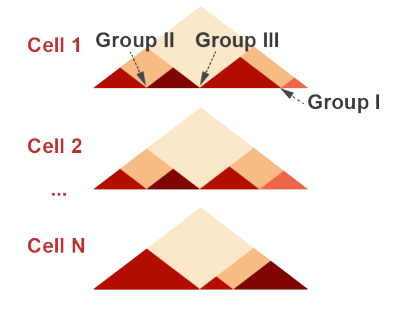 Cell 1
Group II
Group III
Group I
Cell 2
...
Cell N